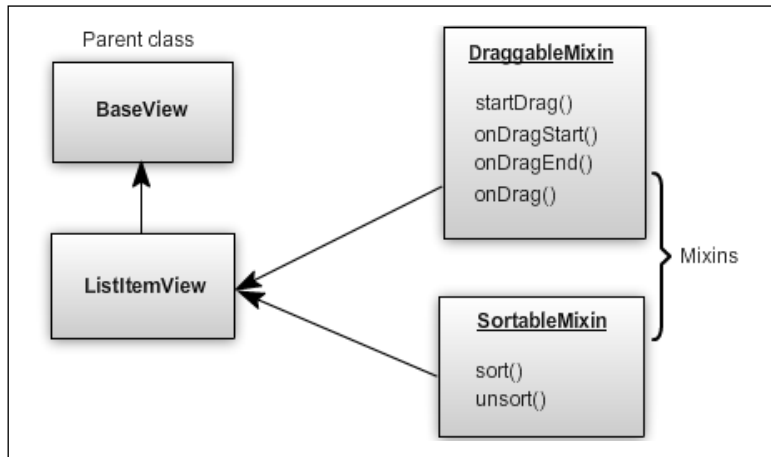 Parent class
BaseView
ListItemView
DraggableMixin
startDrag()
onDragStart()
onDragEnd()
onDrag()
SortableMixin
sort()
unsort()
Mixins